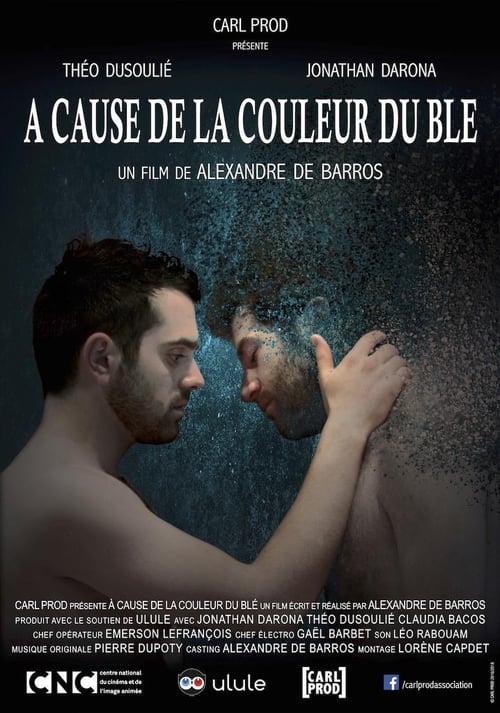 CARL PROD
PRÉSENTE
THÉO DUSOULIÉ JONATHAN DARONA
A CAUSE DE LA COULEUR DU BLE
UN FILM DE ALEXANDRE DE BARROS
CARL PROD PRÉSENTE À CAUSE DE LA COULEUR DU BLÉ UN FILM ÉCRIT ET RÉALISÉ PAR ALEXANDRE DE BARROS
PRODUIT AVEC LE SOUTIEN DE ULULE AVEC JONATHAN DARONA THÉO DUSOULIÉ CLAUDIA BACOS
CHEF OPÉRATEUR EMERSON LEFRANÇOIS CHEF ÉLECTRO GAËL BARBET SON LÉO RABOUAM
MUSIQUE ORIGINALE PIERRE DUPOTY CASTING ALEXANDRE DE BARROS MONTAGE LORÈNE CAPDET
CNC
centre national
du cinéma et de
l'image animée
ulule
[CARL
PROD]
f /carlprodassociation